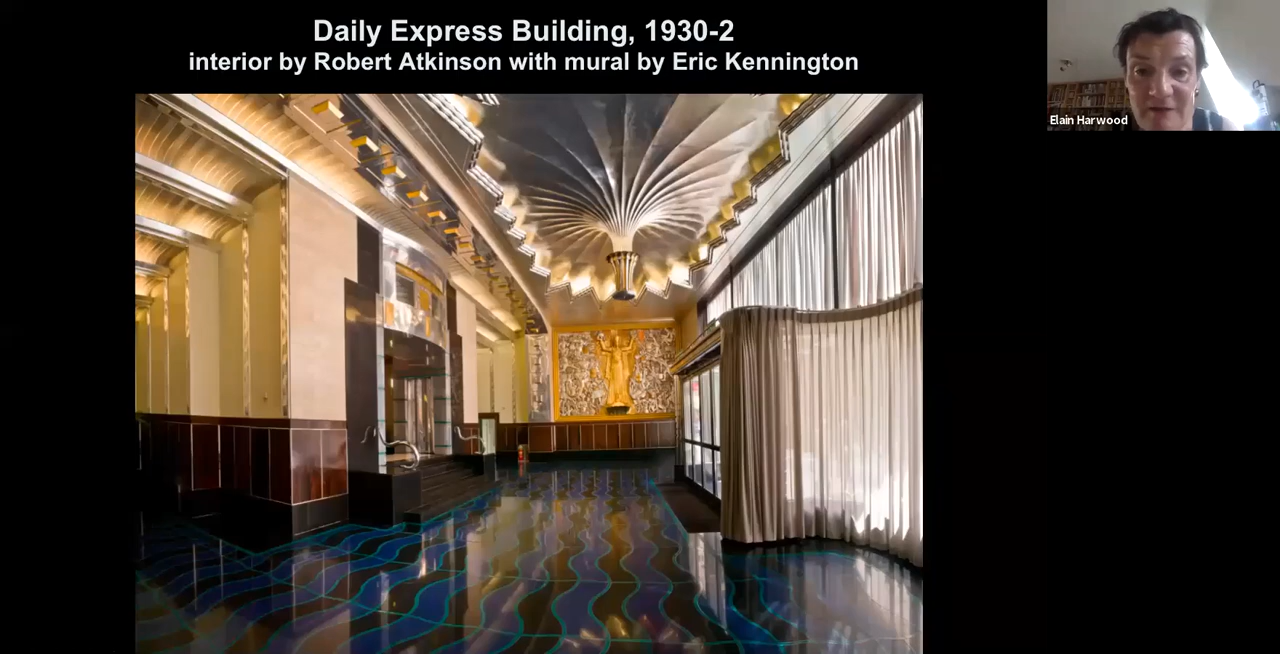 Daily Express Building, 1930-2
interior by Robert Atkinson with mural by Eric Kennington
Elain Harwood